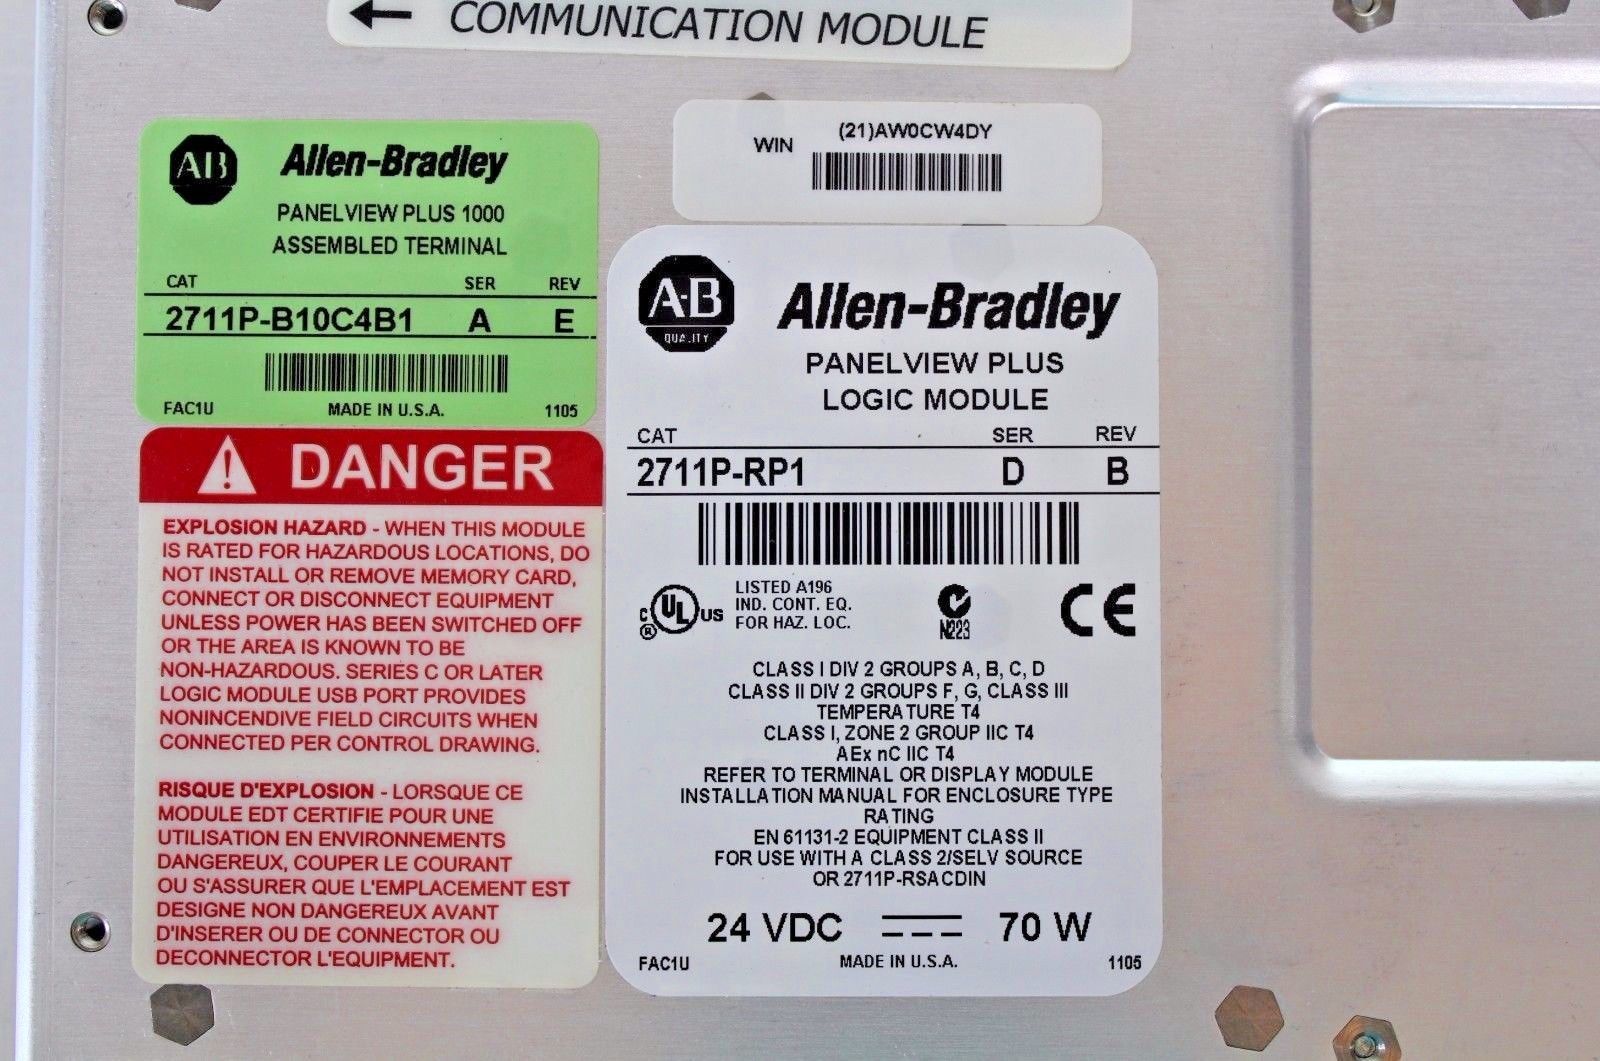 COMMUNICATION MODULE
WIN
(21)AW0CW4DY
AB
Allen-Bradley
PANELVIEW PLUS 1000
ASSEMBLED TERMINAL
CAT SER REV
2711P-B10C4B1 A E
FAC1U MADE IN U.S.A. 1105
DANGER
EXPLOSION HAZARD - WHEN THIS MODULE
IS RATED FOR HAZARDOUS LOCATIONS, DO
NOT INSTALL OR REMOVE MEMORY CARD,
CONNECT OR DISCONNECT EQUIPMENT
UNLESS POWER HAS BEEN SWITCHED OFF
OR THE AREA IS KNOWN TO BE
NON-HAZARDOUS. SERIES C OR LATER
LOGIC MODULE USB PORT PROVIDES
NONINCENDIVE FIELD CIRCUITS WHEN
CONNECTED PER CONTROL DRAWING.
RISQUE D'EXPLOSION - LORSQUE CE
MODULE EDT CERTIFIE POUR UNE
UTILISATION EN ENVIRONNEMENTS
DANGEREUX, COUPER LE COURANT
OU S'ASSURER QUE L'EMPLACEMENT EST
DESIGNE NON DANGEREUX AVANT
D'INSERER OU DE CONNECTOR OU
DECONNECTOR L'EQUIPMENT.
A-B
QUALITY
Allen-Bradley
PANELVIEW PLUS
LOGIC MODULE
CAT SER REV
2711P-RP1 D B
C UL US
®
LISTED A196
IND. CONT. EQ.
FOR HAZ. LOC.
N223
CE
CLASS I DIV 2 GROUPS A, B, C, D
CLASS II DIV 2 GROUPS F, G, CLASS III
TEMPERATURE T4
CLASS I, ZONE 2 GROUP IIC T4
AEx nC IIC T4
REFER TO TERMINAL OR DISPLAY MODULE
INSTALLATION MANUAL FOR ENCLOSURE TYPE
RATING
EN 61131-2 EQUIPMENT CLASS II
FOR USE WITH A CLASS 2/SELV SOURCE
OR 2711P-RSACDIN
24 VDC 70 W
FAC1U MADE IN U.S.A. 1105